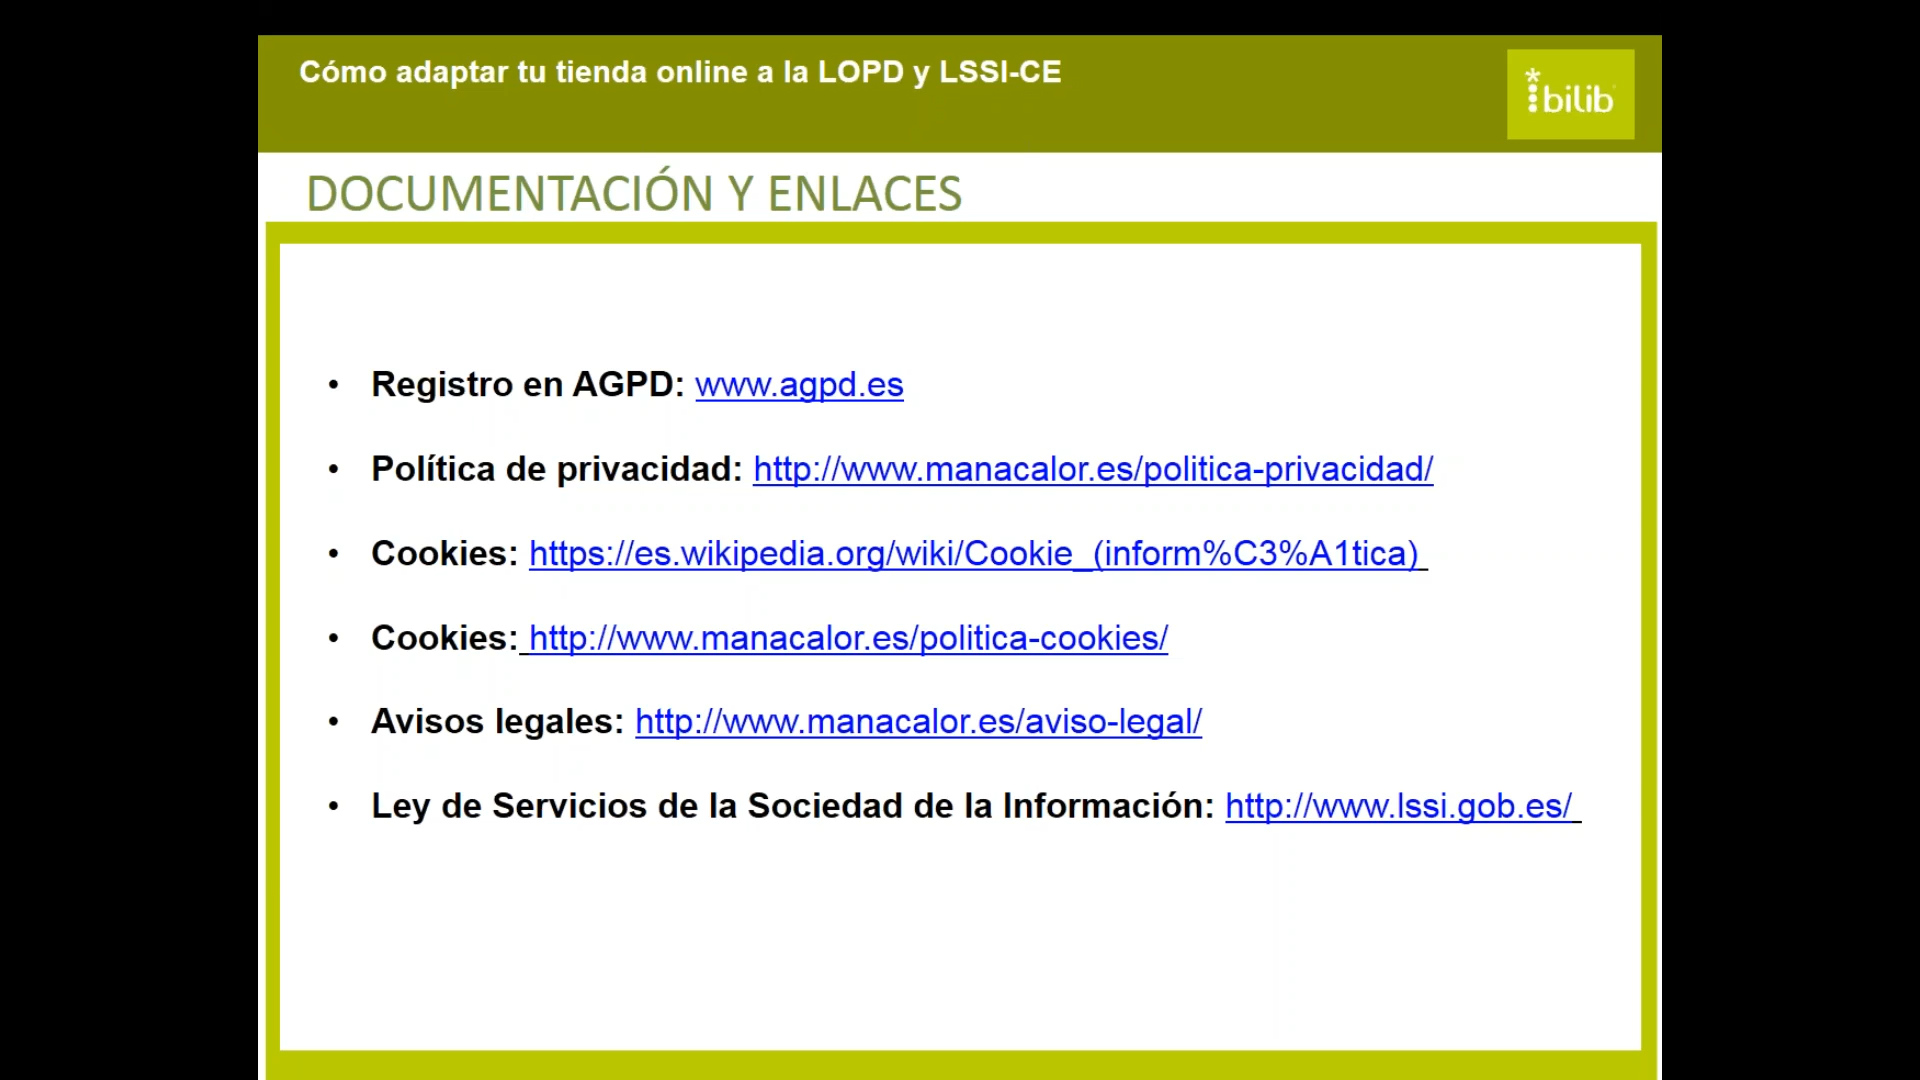 Cómo adaptar tu tienda online a la LOPD y LSSI-CE
*bilib
DOCUMENTACIÓN Y ENLACES
• Registro en AGPD: www.agpd.es
• Política de privacidad: http://www.manacalor.es/politica-privacidad/
• Cookies: https://es.wikipedia.org/wiki/Cookie_(inform%C3%A1tica)
• Cookies: http://www.manacalor.es/politica-cookies/
• Avisos legales: http://www.manacalor.es/aviso-legal/
• Ley de Servicios de la Sociedad de la Información: http://www.lssi.gob.es/